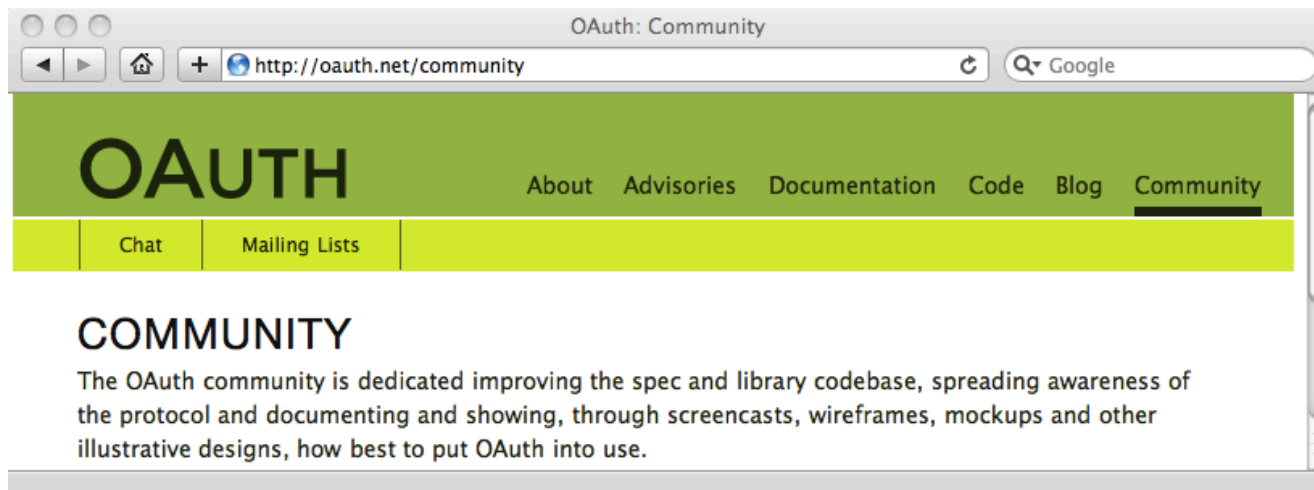 OAuth: Community
http://oauth.net/community
Google
OAUTH
About Advisories Documentation Code Blog Community
Chat Mailing Lists
COMMUNITY
The OAuth community is dedicated improving the spec and library codebase, spreading awareness of
the protocol and documenting and showing, through screencasts, wireframes, mockups and other
illustrative designs, how best to put OAuth into use.